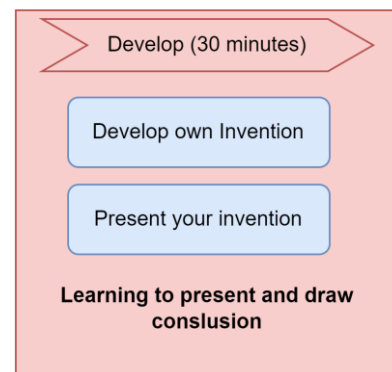 Develop (30 minutes)
Develop own Invention
Present your invention
Learning to present and draw
conslusion